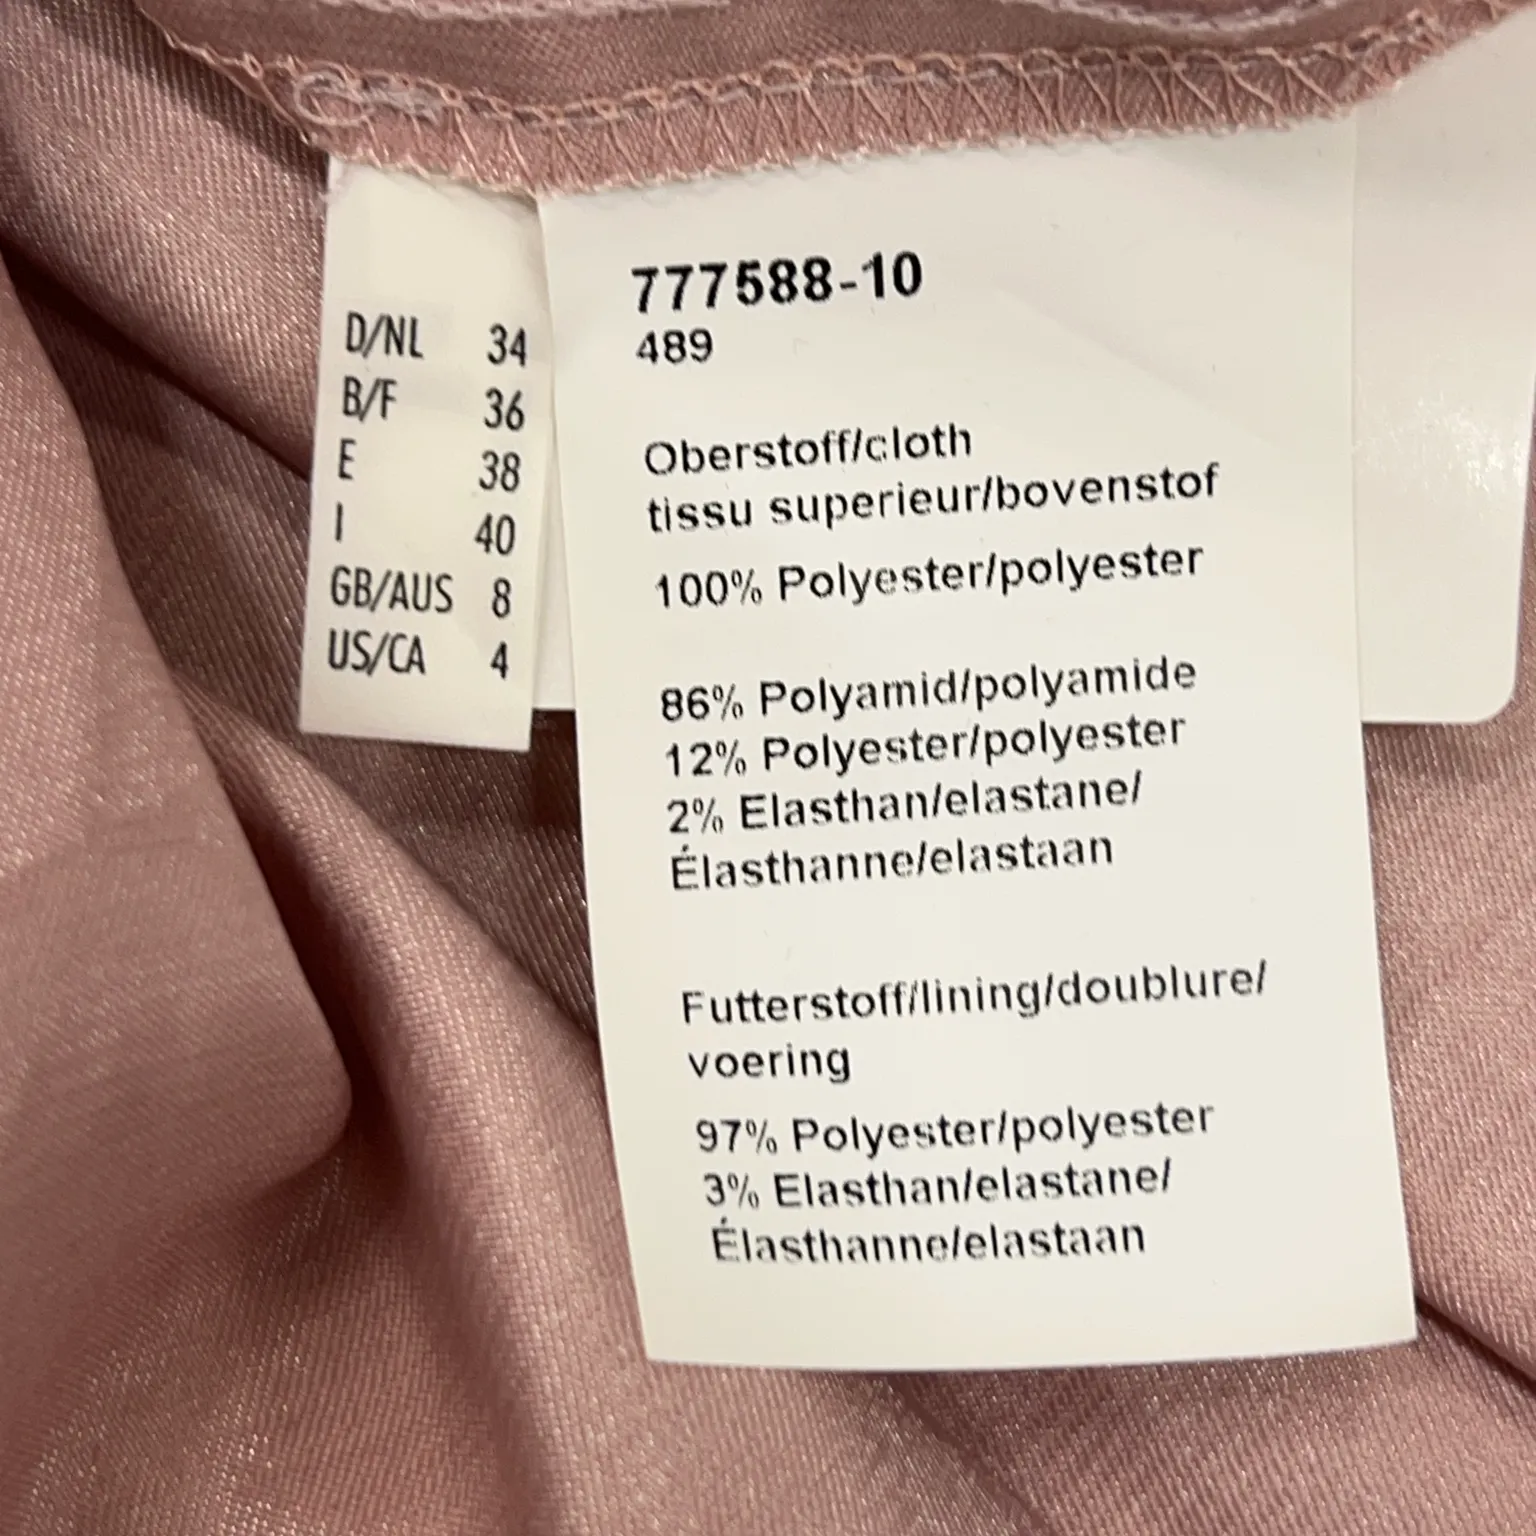 D/NL 34
B/F 36
E 38
I 40
GB/AUS 8
US/CA 4
777588-10
489
Oberstoff/cloth
tissu superieur/bovenstof
100% Polyester/polyester
86% Polyamid/polyamide
12% Polyester/polyester
2% Elasthan/elastane/
Élasthanne/elastaan
Futterstoff/lining/doublure/
voering
97% Polyester/polyester
3% Elasthan/elastane/
Élasthanne/elastaan